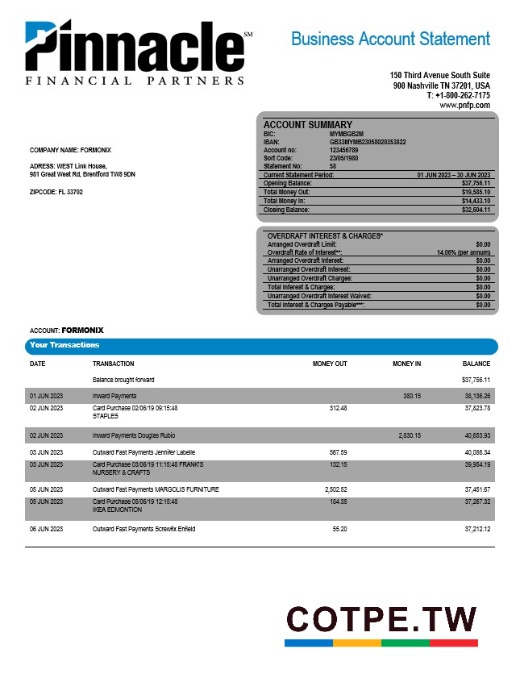 Pinnacle SM
FINANCIAL PARTNERS
Business Account Statement
150 Third Avenue South Suite
900 Nashville TN 37201, USA
T: +1-800-262-7175
www.pnfp.com
COMPANY NAME: FORMONIX
ADRESS: WEST Link House,
981 Great West Rd, Brentford TW8 9DN
ZIPCODE: FL 33702
ACCOUNT SUMMARY
BIC: MYMBGB2M
IBAN: GB33MYMB23058020353822
Account no: 123456789
Sort Code: 23/05/1980
Statement No: 58
Current Statement Period: 01 JUN 2023 – 30 JUN 2023
Opening Balance: $37,756.11
Total Money Out: $19,585.10
Total Money In: $14,433.10
Closing Balance: $32,604.11
OVERDRAFT INTEREST & CHARGES*
Arranged Overdraft Limit: $0.00
Overdraft Rate of Interest**: 14.66% (per annum)
Arranged Overdraft Interest: $0.00
Unarranged Overdraft Interest: $0.00
Unarranged Overdraft Charges: $0.00
Total Interest & Charges: $0.00
Unarranged Overdraft Interest Waived: $0.00
Total Interest & Charges Payable***: $0.00
ACCOUNT: FORMONIX
Your Transactions
DATE TRANSACTION MONEY OUT MONEY IN BALANCE
Balance brought forward $37,756.11
01 JUN 2023 Inward Payments 380.15 38,136.26
02 JUN 2023 Card Purchase 02/06/19 09:15:48 312.48 37,823.78
STAPLES
02 JUN 2023 Inward Payments Douglas Rubio 2,830.15 40,653.93
03 JUN 2023 Outward Fast Payments Jennifer Labelle 567.59 40,086.34
03 JUN 2023 Card Purchase 03/06/19 11:15:48 FRANK'S 132.15 39,954.19
NURSERY & CRAFTS
05 JUN 2023 Outward Fast Payments MARGOLIS FURNITURE 2,502.52 37,451.67
05 JUN 2023 Card Purchase 05/06/19 12:15:48 184.35 37,267.32
IKEA EDMONTION
06 JUN 2023 Outward Fast Payments Screwfix Enfield 55.20 37,212.12
COTPE.TW